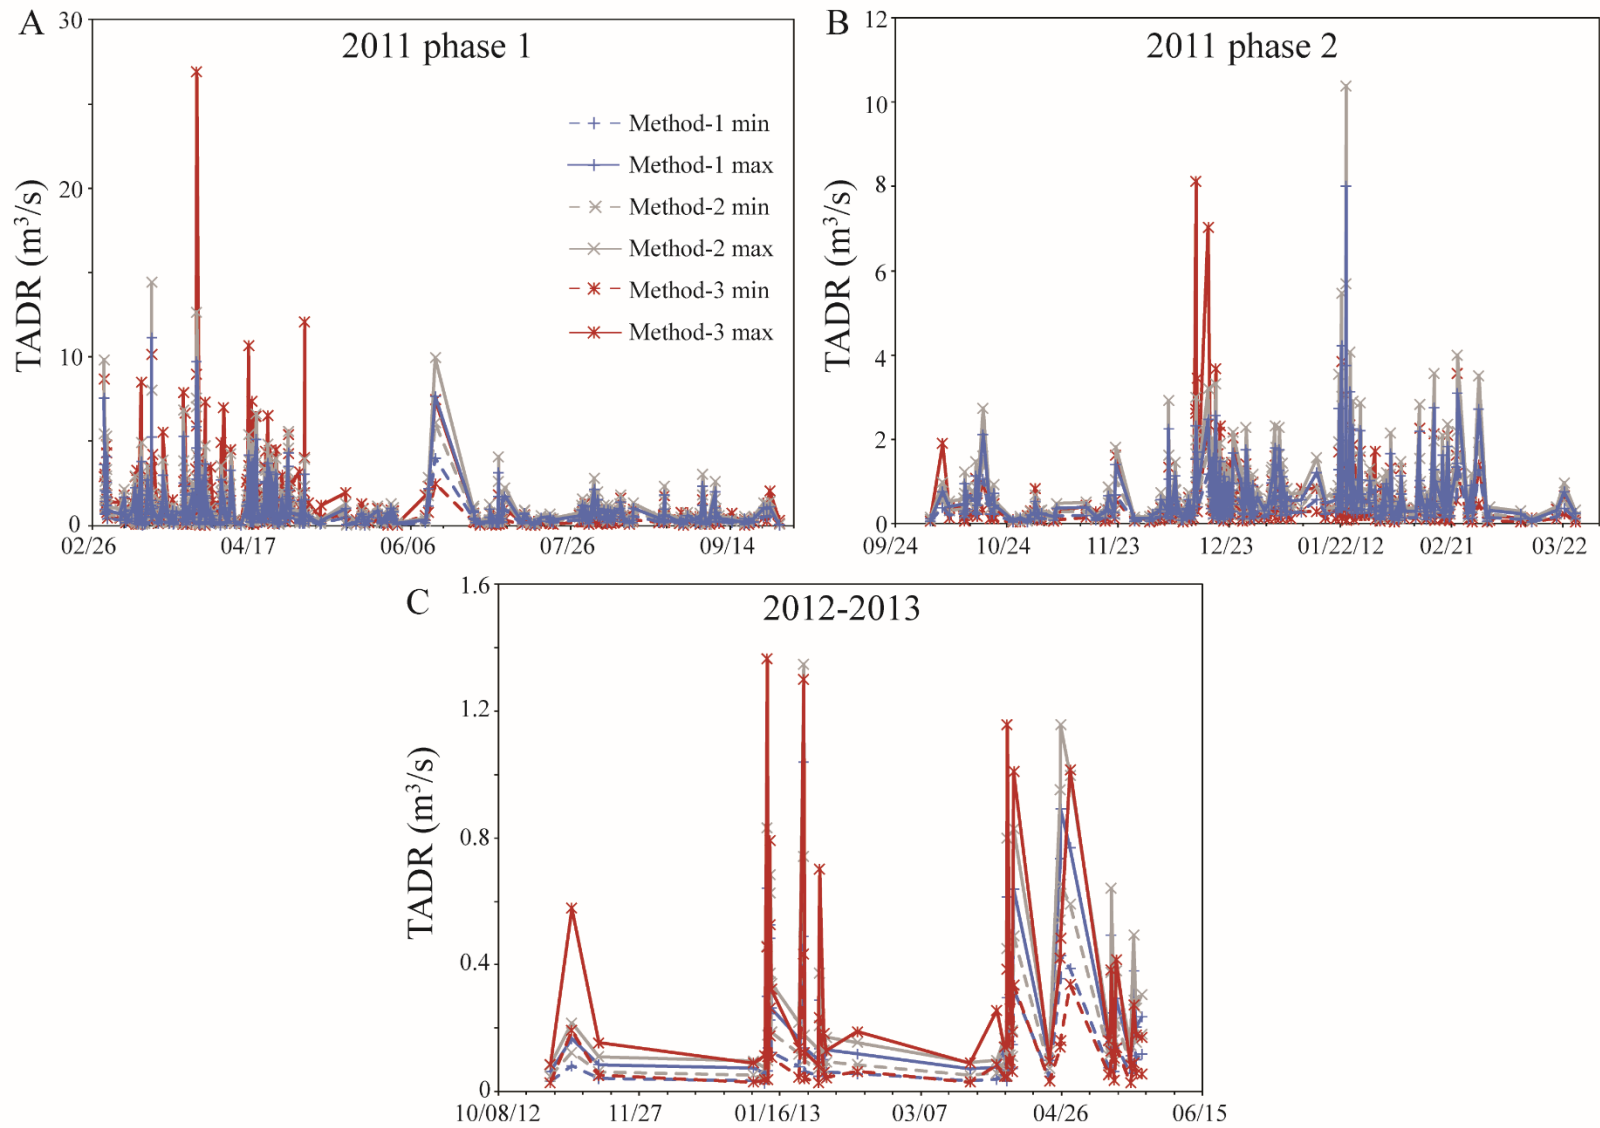 A
2011 phase 1
TADR (m³/s)
30
20
10
0
02/26
04/17
06/06
07/26
09/14
Method-1 min
Method-1 max
Method-2 min
Method-2 max
Method-3 min
Method-3 max
B
2011 phase 2
TADR (m³/s)
12
10
8
6
4
2
0
09/24
10/24
11/23
12/23
01/22/12
02/21
03/22
C
2012-2013
TADR (m³/s)
1.6
1.2
0.8
0.4
0
10/08/12
11/27
01/16/13
03/07
04/26
06/15